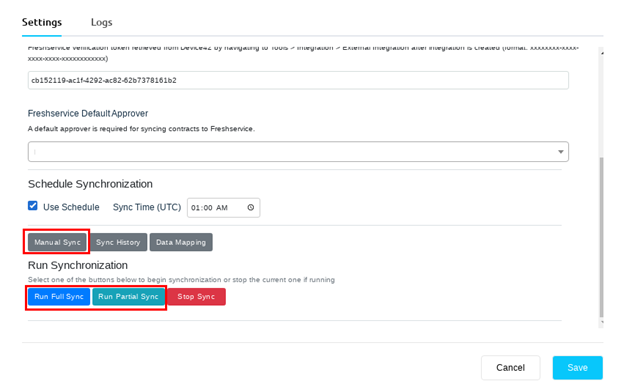 Settings Logs
Freshservice verification token retrieved from Device42 by navigating to Tools > Integration > External Integration after integration is created (format: xxxxxxxx-xxxx-
xxxx-xxxx-xxxxxxxxxxxx)
cb152119-ac1f-4292-ac82-62b7378161b2
Freshservice Default Approver
A default approver is required for syncing contracts to Freshservice.
Schedule Synchronization
Use Schedule Sync Time (UTC) 01:00 AM
Manual Sync Sync History Data Mapping
Run Synchronization
Select one of the buttons below to begin synchronization or stop the current one if running
Run Full Sync Run Partial Sync Stop Sync
Cancel Save